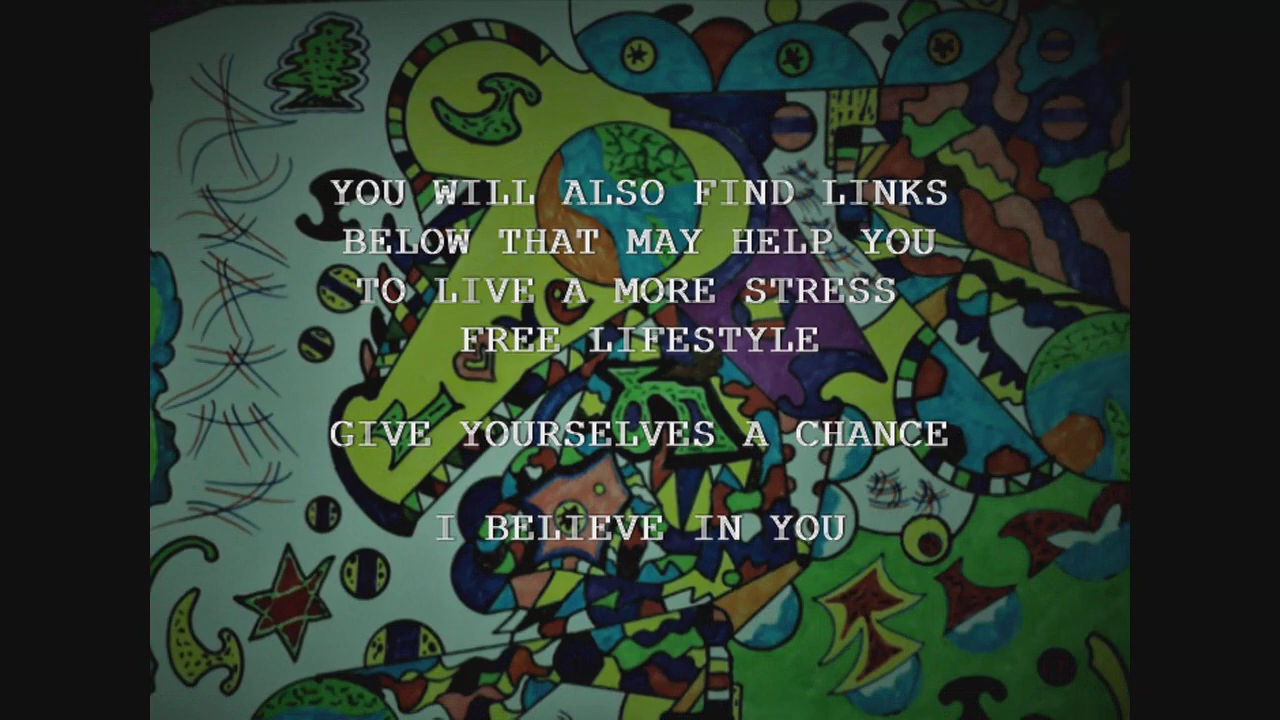 YOU WILL ALSO FIND LINKS
BELOW THAT MAY HELP YOU
TO LIVE A MORE STRESS
FREE LIFESTYLE
GIVE YOURSELVES A CHANCE
I BELIEVE IN YOU